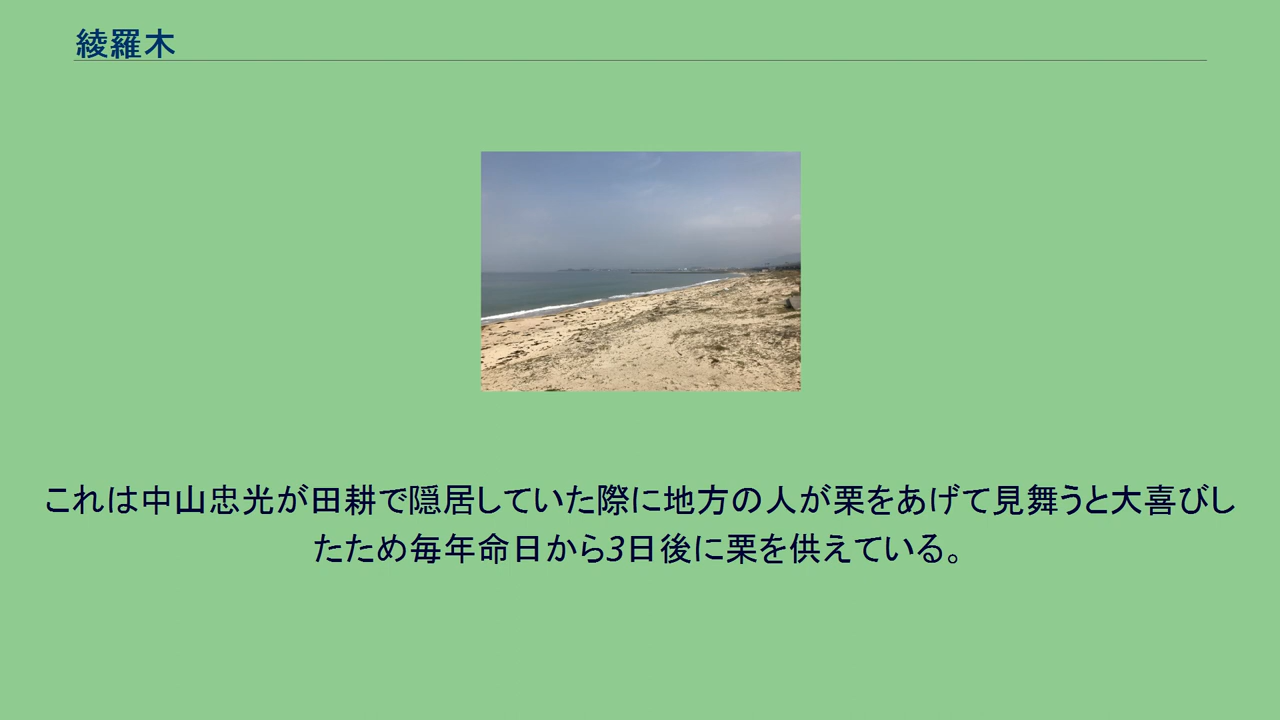 綾羅木
これは中山忠光が田耕で隠居していた際に地方の人が栗をあげて見舞うと大喜びし
たため毎年命日から3日後に栗を供えている。